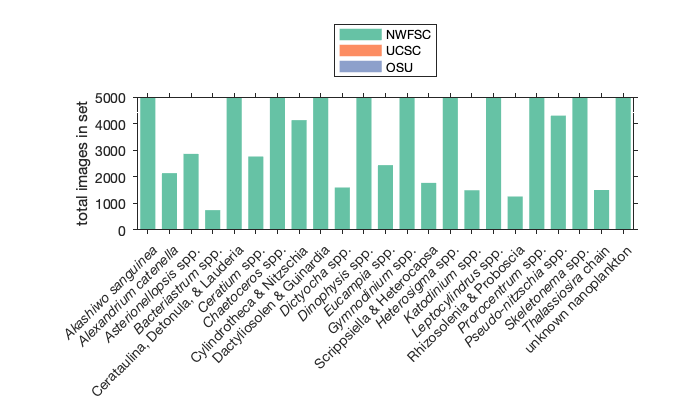 NWFSC
UCSC
OSU
total images in set
5000
4000
3000
2000
1000
0
Akashiwo sanguinea
Alexandrium catenella
Asterionellopsis spp.
Bacteriastrum spp.
Cerataulina, Detonula, & Lauderia
Ceratium spp.
Chaetoceros spp.
Cylindrotheca & Nitzschia
Dactyliosolen & Guinardia
Dictyocha spp.
Dinophysis spp.
Eucampia spp.
Gymnodinium spp.
Scrippsiella & Heterocapsa
Heterosigma spp.
Katodinium spp.
Leptocylindrus spp.
Rhizosolenia & Proboscia
Prorocentrum spp.
Pseudo-nitzschia spp.
Skeletonema spp.
Thalassiosira chain
unknown nanoplankton